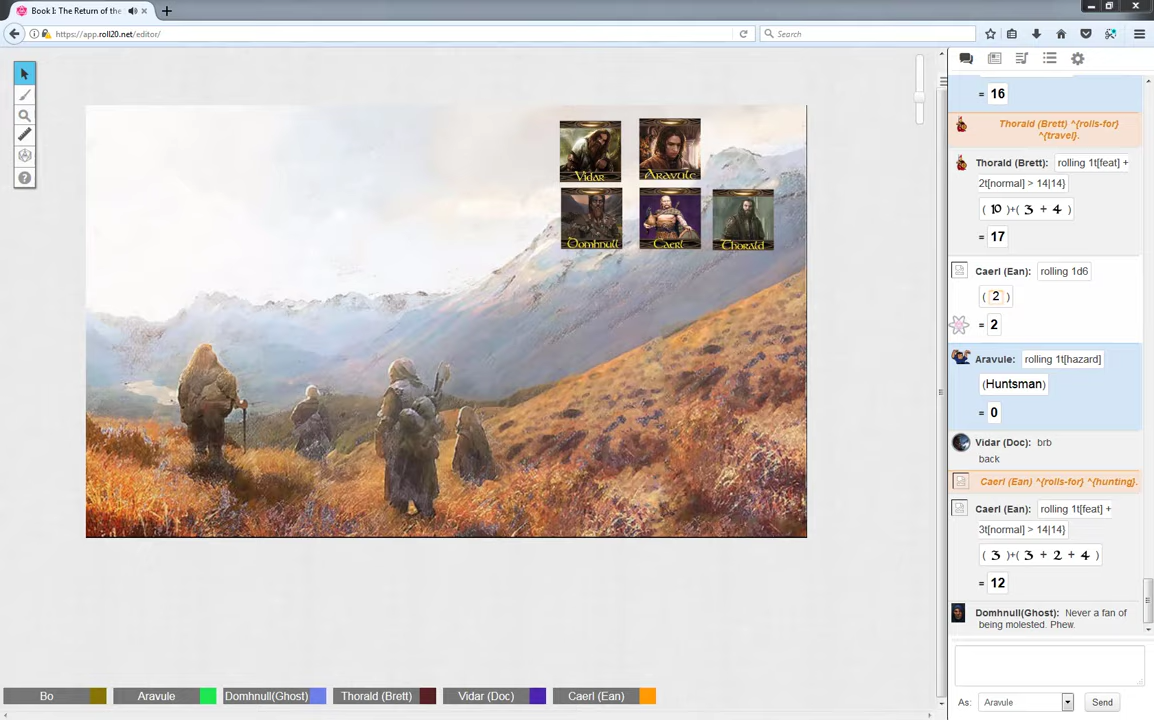 Book I: The Return of the
https://app.roll20.net/editor/
Search
Vidar
Aravule
Domhnull
Caerl
Thorald
= 16
Thorald (Brett) ^{rolls-for}
^{travel}.
Thorald (Brett): rolling 1t[feat] +
2t[normal] > 14|14}
( 10 )+( 3 + 4 )
= 17
Caerl (Ean): rolling 1d6
( 2 )
= 2
Aravule: rolling 1t[hazard]
(Huntsman)
= 0
Vidar (Doc): brb
back
Caerl (Ean) ^{rolls-for} ^{hunting}.
Caerl (Ean): rolling 1t[feat] +
3t[normal] > 14|14}
( 3 )+( 3 + 2 + 4 )
= 12
Domhnull(Ghost): Never a fan of
being molested. Phew.
As: Aravule Send
Bo Aravule Domhnull(Ghost) Thorald (Brett) Vidar (Doc) Caerl (Ean)